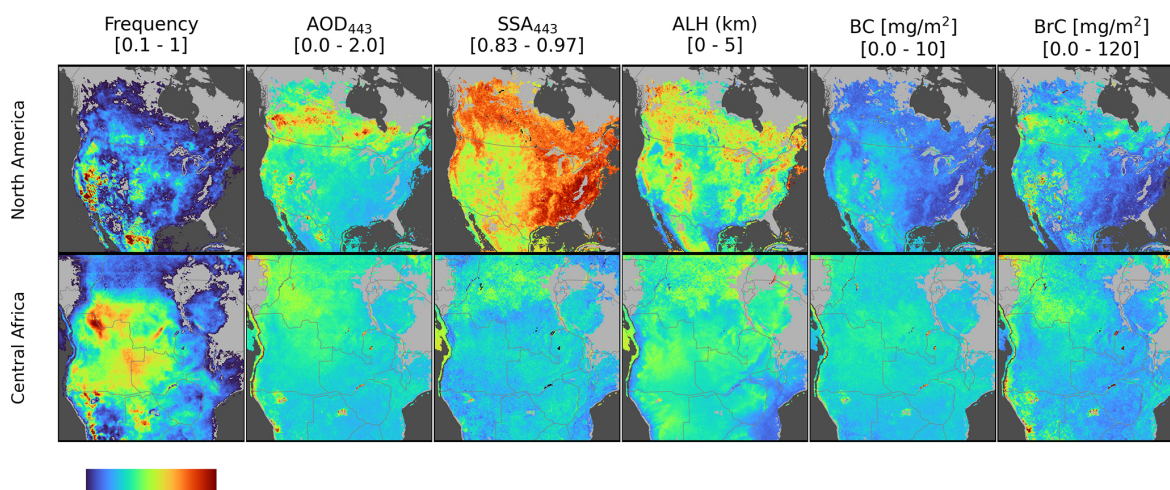 Frequency
[0.1 - 1]
AOD₄₄₃
[0.0 - 2.0]
SSA₄₄₃
[0.83 - 0.97]
ALH (km)
[0 - 5]
BC [mg/m²]
[0.0 - 10]
BrC [mg/m²]
[0.0 - 120]
North America
Central Africa